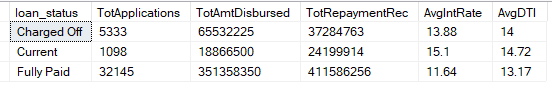 loan_status TotApplications TotAmtDisbursed TotRepaymentRec AvgIntRate AvgDTI
Charged Off 5333 65532225 37284763 13.88 14
Current 1098 18866500 24199914 15.1 14.72
Fully Paid 32145 351358350 411586256 11.64 13.17